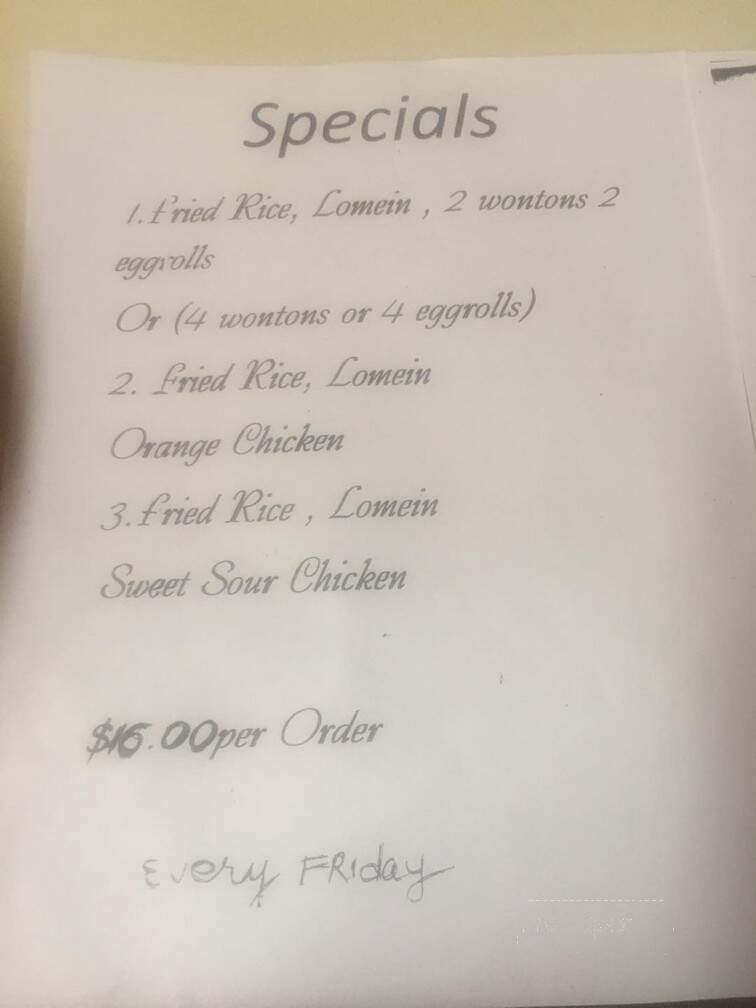 Specials
1.Fried Rice, Lomein , 2 wontons 2
eggrolls
Or (4 wontons or 4 eggrolls)
2. Fried Rice, Lomein
Orange Chicken
3.Fried Rice , Lomein
Sweet Sour Chicken
$16.00per Order
Every FRiday